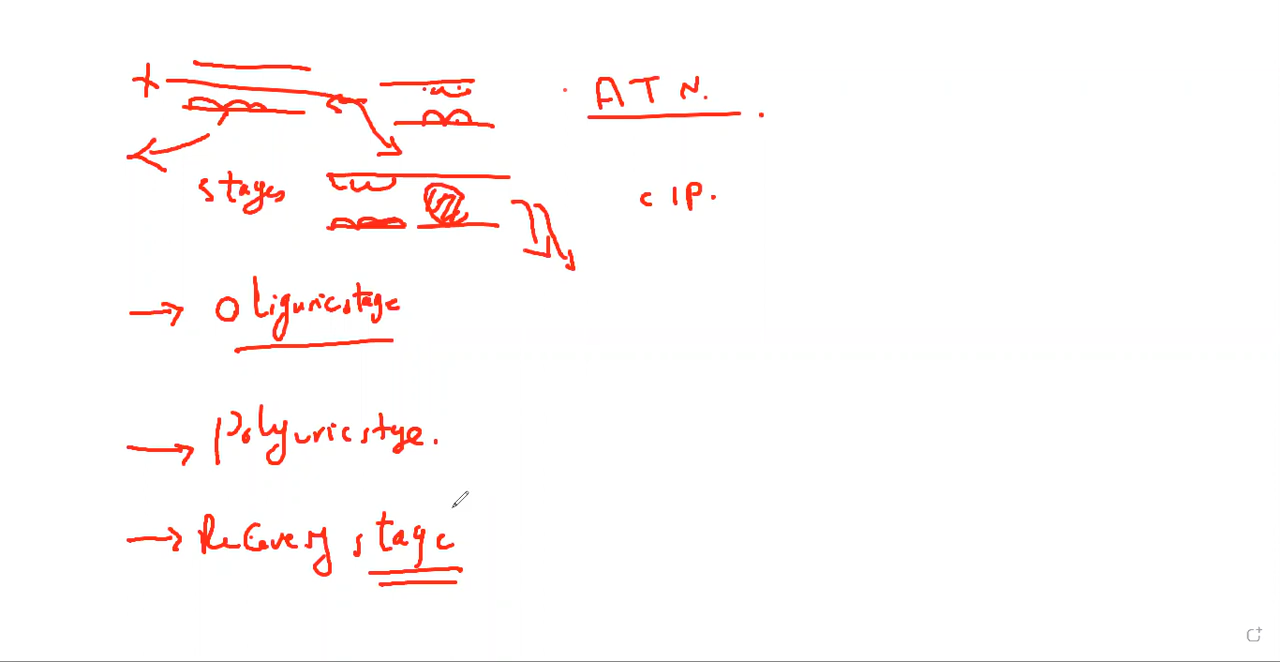 ATN.
stages
CIP.
→ Oliguric stage
→ Polyuric stage.
→ Recovery stage